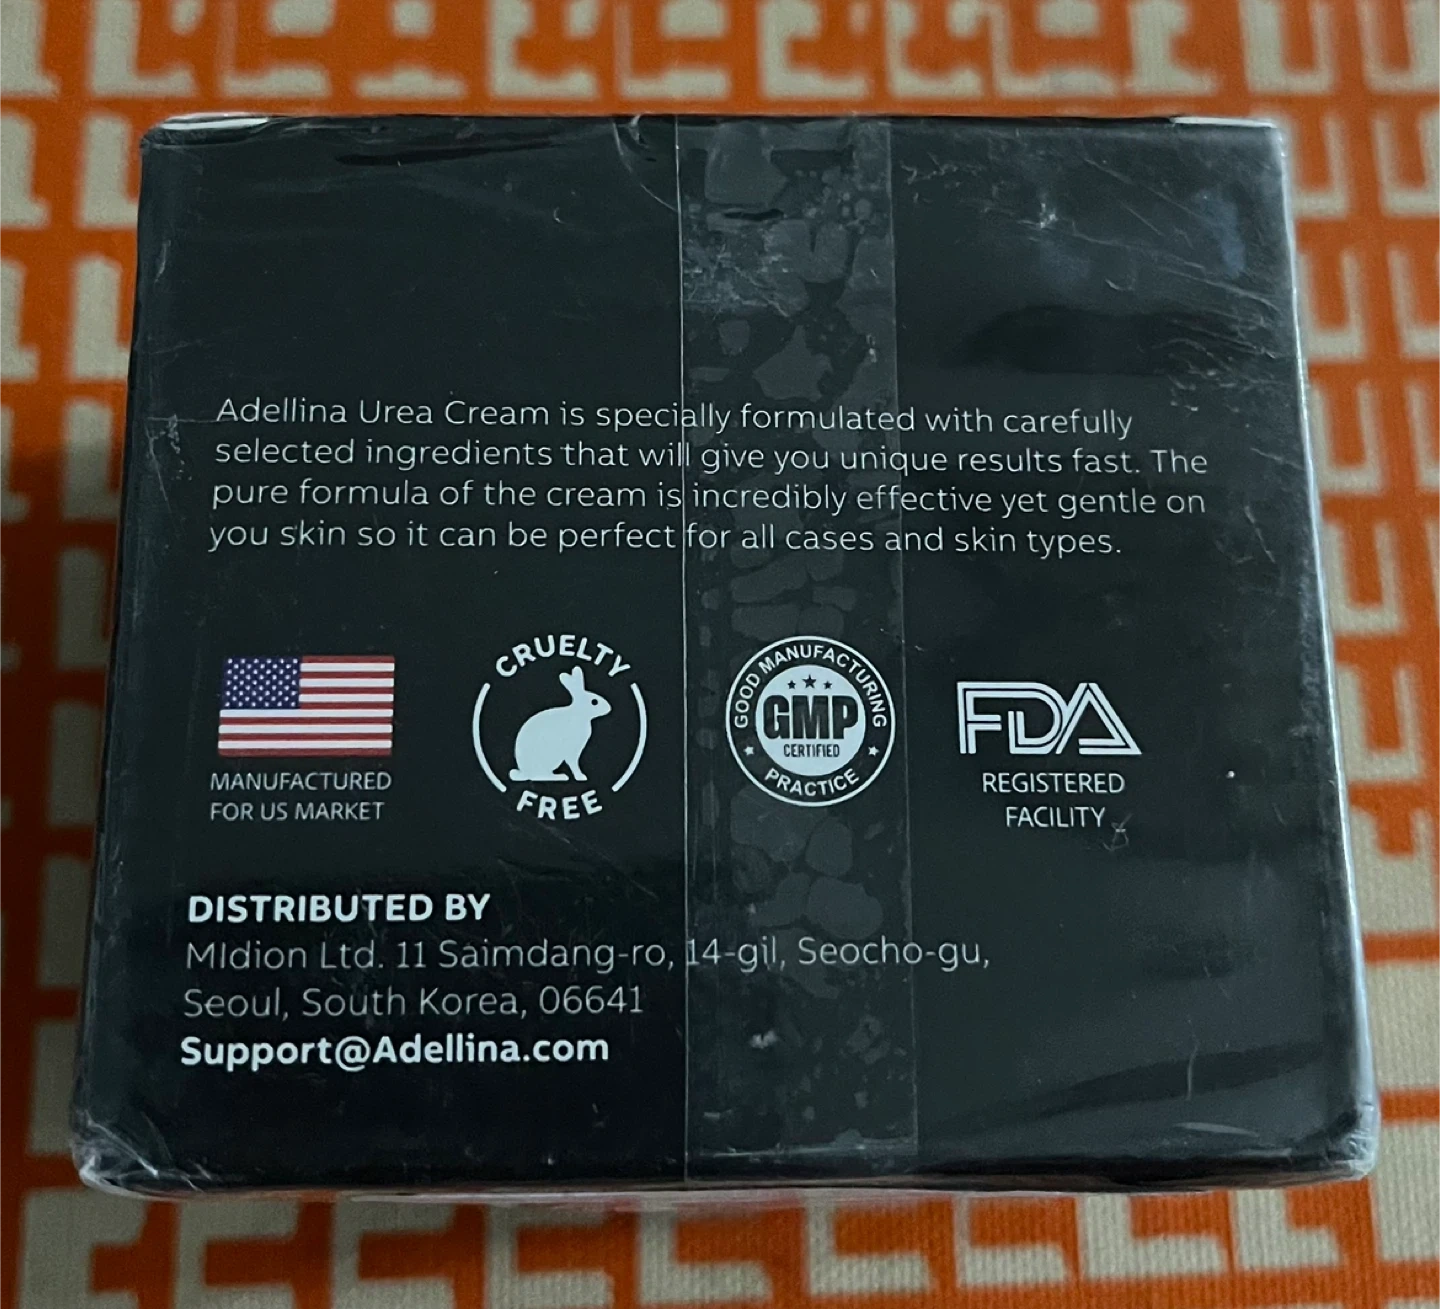 Adellina Urea Cream is specially formulated with carefully
selected ingredients that will give you unique results fast. The
pure formula of the cream is incredibly effective yet gentle on
you skin so it can be perfect for all cases and skin types.
MANUFACTURED
FOR US MARKET
CRUELTY
FREE
GOOD MANUFACTURING
GMP
CERTIFIED
PRACTICE
FDA
REGISTERED
FACILITY
DISTRIBUTED BY
MIdion Ltd. 11 Saimdang-ro, 14-gil, Seocho-gu,
Seoul, South Korea, 06641
Support@Adellina.com